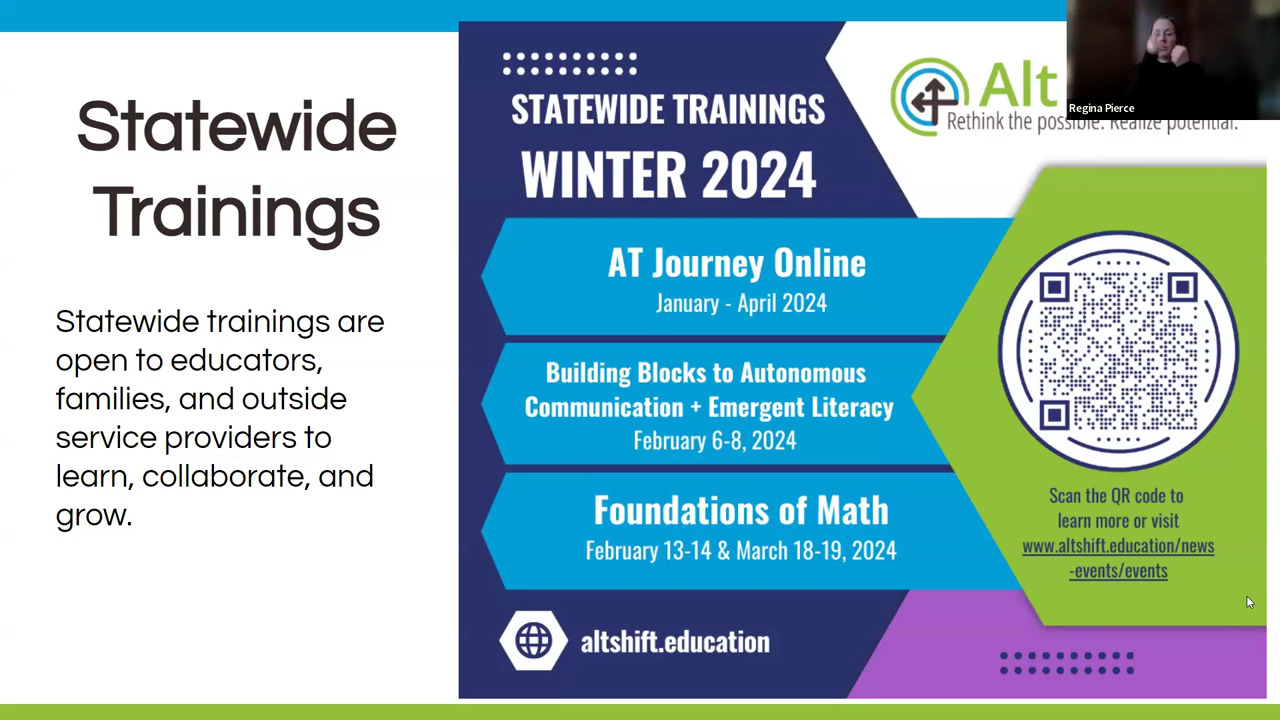 Statewide
Trainings
Statewide trainings are
open to educators,
families, and outside
service providers to
learn, collaborate, and
grow.
STATEWIDE TRAININGS
WINTER 2024
Alt
Rethink the possible. Realize potential.
Regina Pierce
AT Journey Online
January - April 2024
Building Blocks to Autonomous
Communication + Emergent Literacy
February 6-8, 2024
Foundations of Math
February 13-14 & March 18-19, 2024
Scan the QR code to
learn more or visit
www.altshift.education/news
-events/events
altshift.education